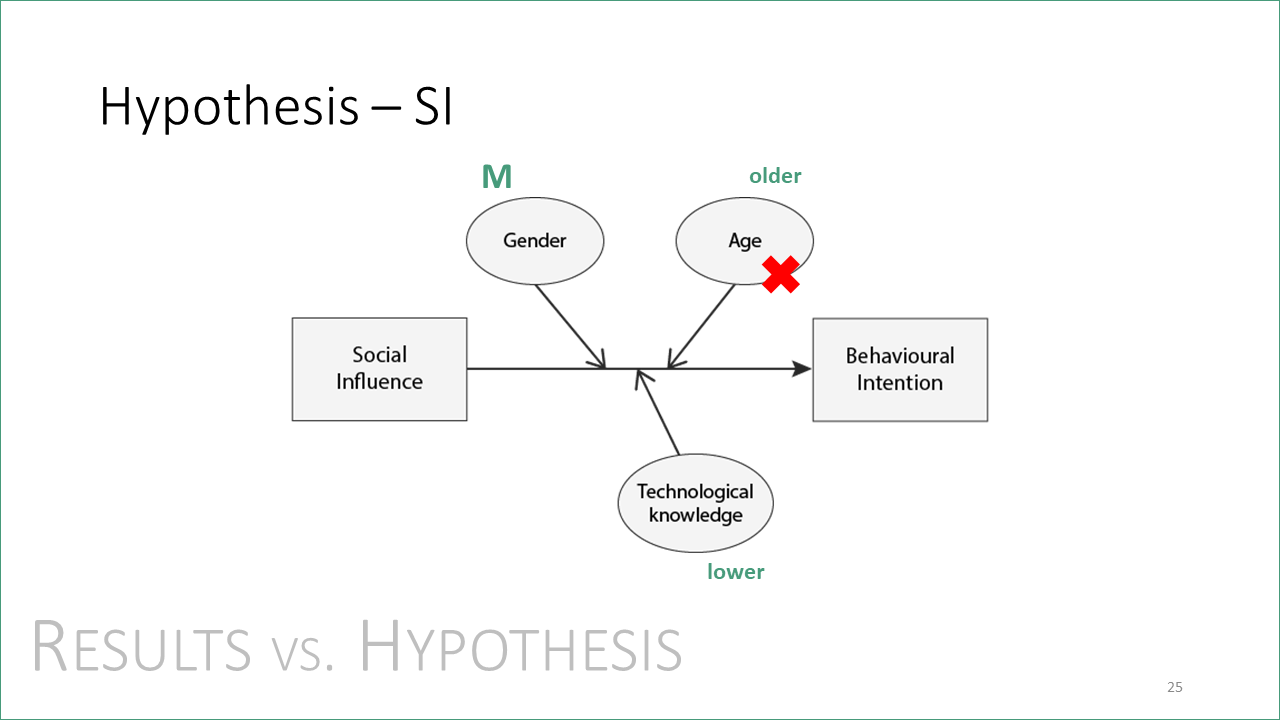 Hypothesis – SI
M
older
Gender
Age
Social
Influence
Behavioural
Intention
Technological
knowledge
lower
RESULTS VS. HYPOTHESIS
25